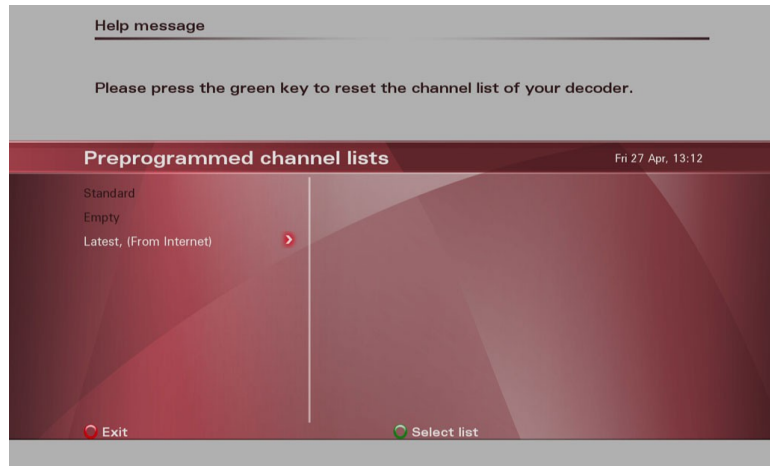 Help message
Please press the green key to reset the channel list of your decoder.
Preprogrammed channel lists
Fri 27 Apr, 13:12
Standard
Empty
Latest, (From Internet)
Exit
Select list